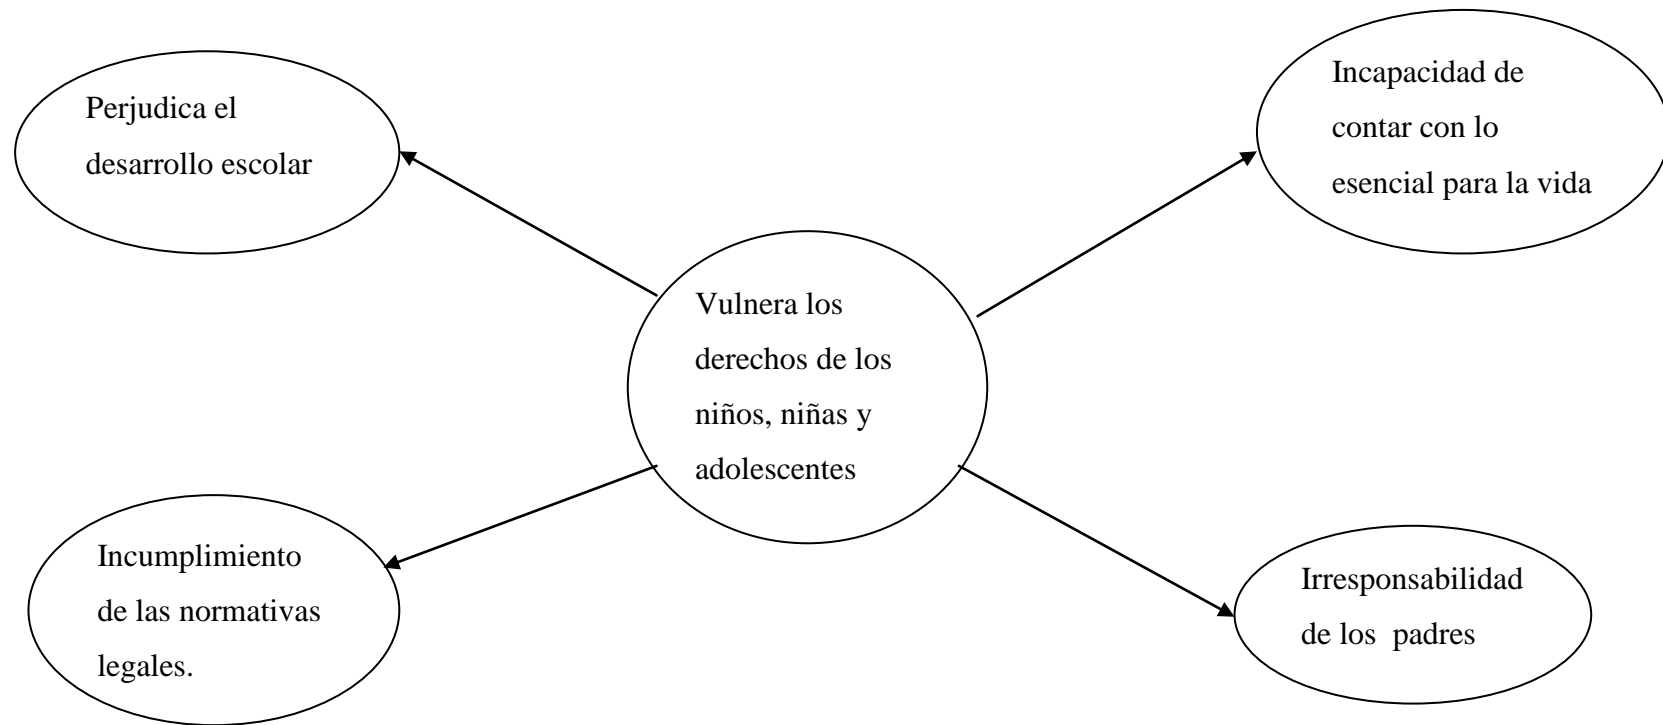 Perjudica el
desarrollo escolar
Incapacidad de
contar con lo
esencial para la vida
Vulnera los
derechos de los
niños, niñas y
adolescentes
Incumplimiento
de las normativas
legales.
Irresponsabilidad
de los  padres